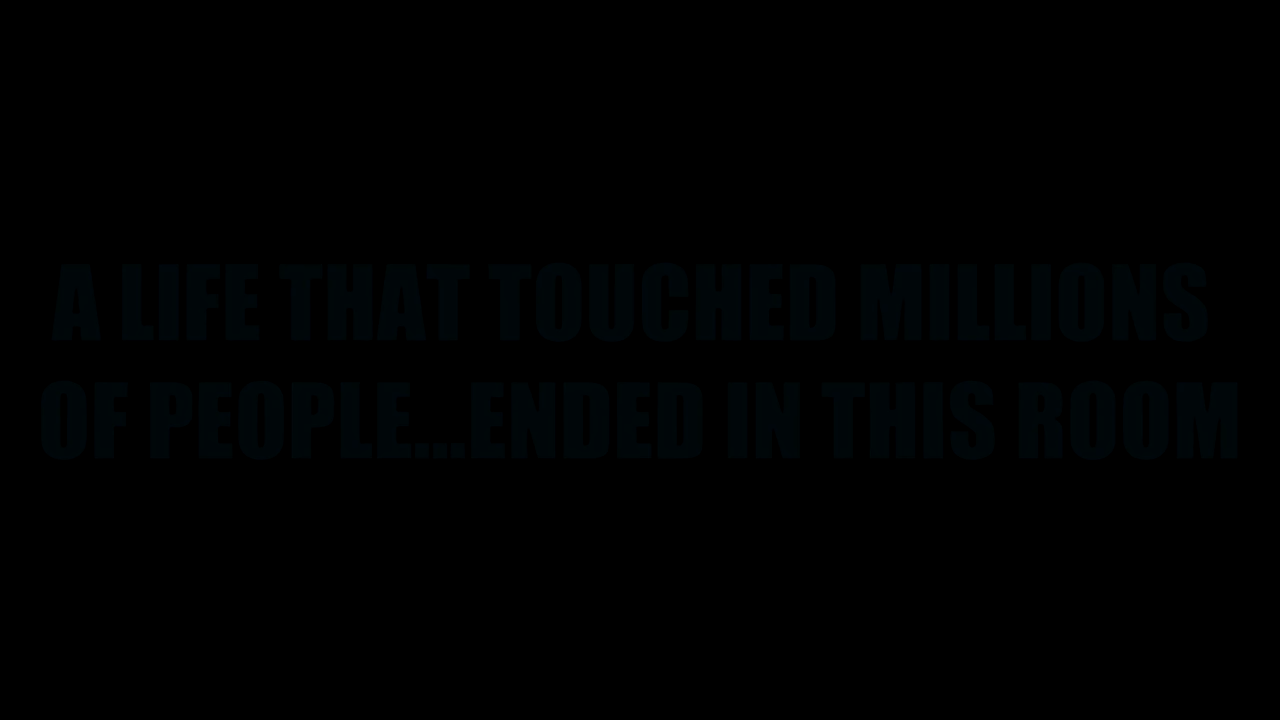 A LIFE THAT TOUCHED MILLIONS
OF PEOPLE...ENDED IN THIS ROOM